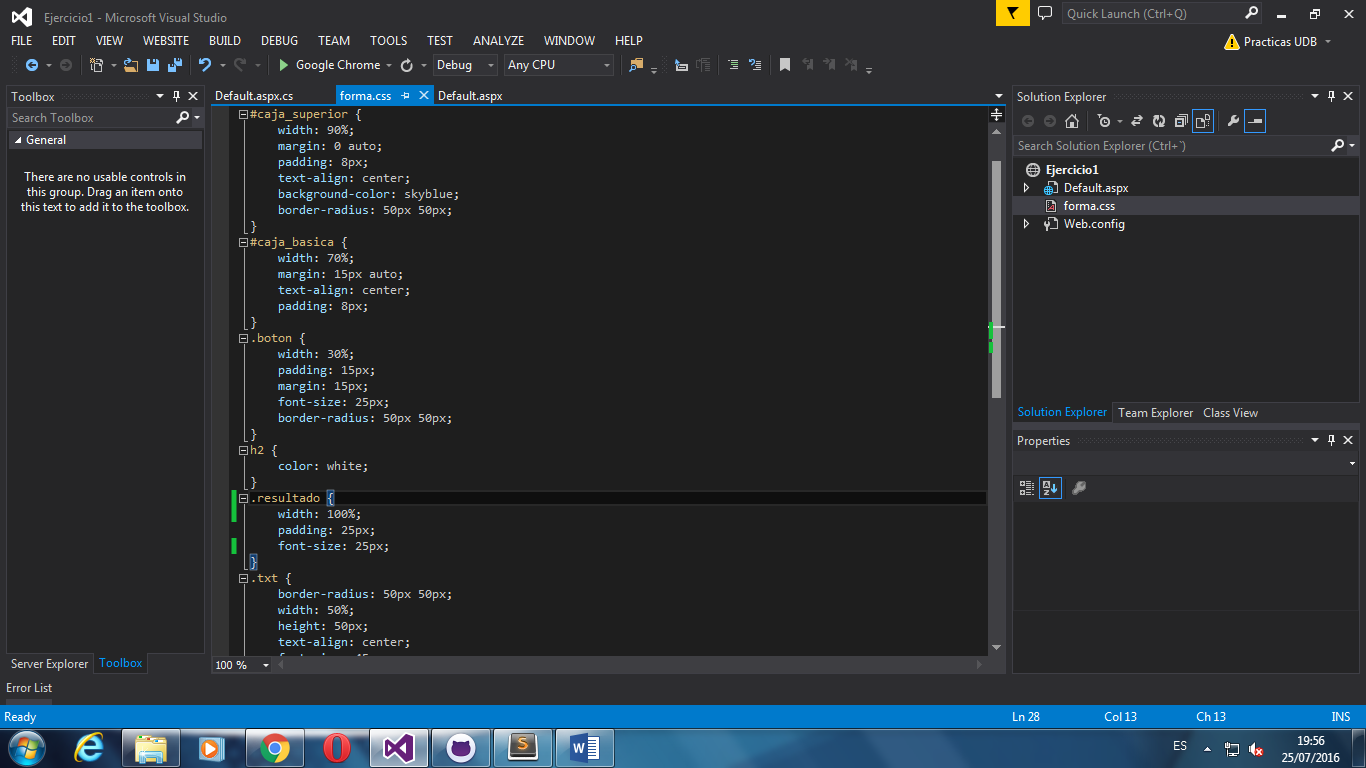 Ejercicio1 - Microsoft Visual Studio
Quick Launch (Ctrl+Q)
FILE EDIT VIEW WEBSITE BUILD DEBUG TEAM TOOLS TEST ANALYZE WINDOW HELP
Practicas UDB
Google Chrome Debug Any CPU
Toolbox
Search Toolbox
General
There are no usable controls in
this group. Drag an item onto
this text to add it to the toolbox.
Server Explorer Toolbox
Default.aspx.cs forma.css Default.aspx
#caja_superior {
width: 90%;
margin: 0 auto;
padding: 8px;
text-align: center;
background-color: skyblue;
border-radius: 50px 50px;
}
#caja_basica {
width: 70%;
margin: 15px auto;
text-align: center;
padding: 8px;
}
.boton {
width: 30%;
padding: 15px;
margin: 15px;
font-size: 25px;
border-radius: 50px 50px;
}
h2 {
color: white;
}
.resultado {
width: 100%;
padding: 25px;
font-size: 25px;
}
.txt {
border-radius: 50px 50px;
width: 50%;
height: 50px;
text-align: center;
100 %
Solution Explorer
Search Solution Explorer (Ctrl+¨)
Ejercicio1
Default.aspx
forma.css
Web.config
Solution Explorer Team Explorer Class View
Properties
Error List
Ready Ln 28 Col 13 Ch 13 INS
ES
19:56
25/07/2016